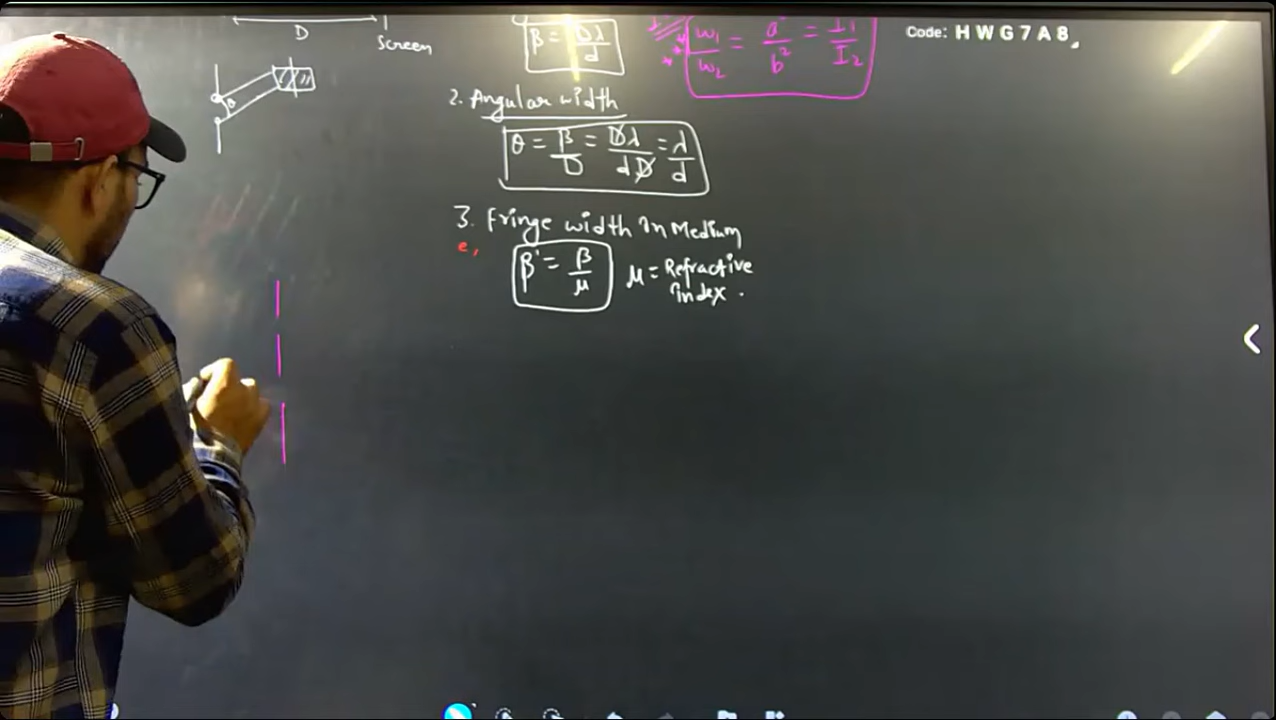 D
Screen
θ
β = Dλ/d
w₁/w₂ = a²/b² = I₁/I₂
Code: HWG7A8
2. Angular width
θ = β/D = Dλ/dD = λ/d
3. Fringe width in Medium
e,
β' = β/μ μ = Refractive
index.